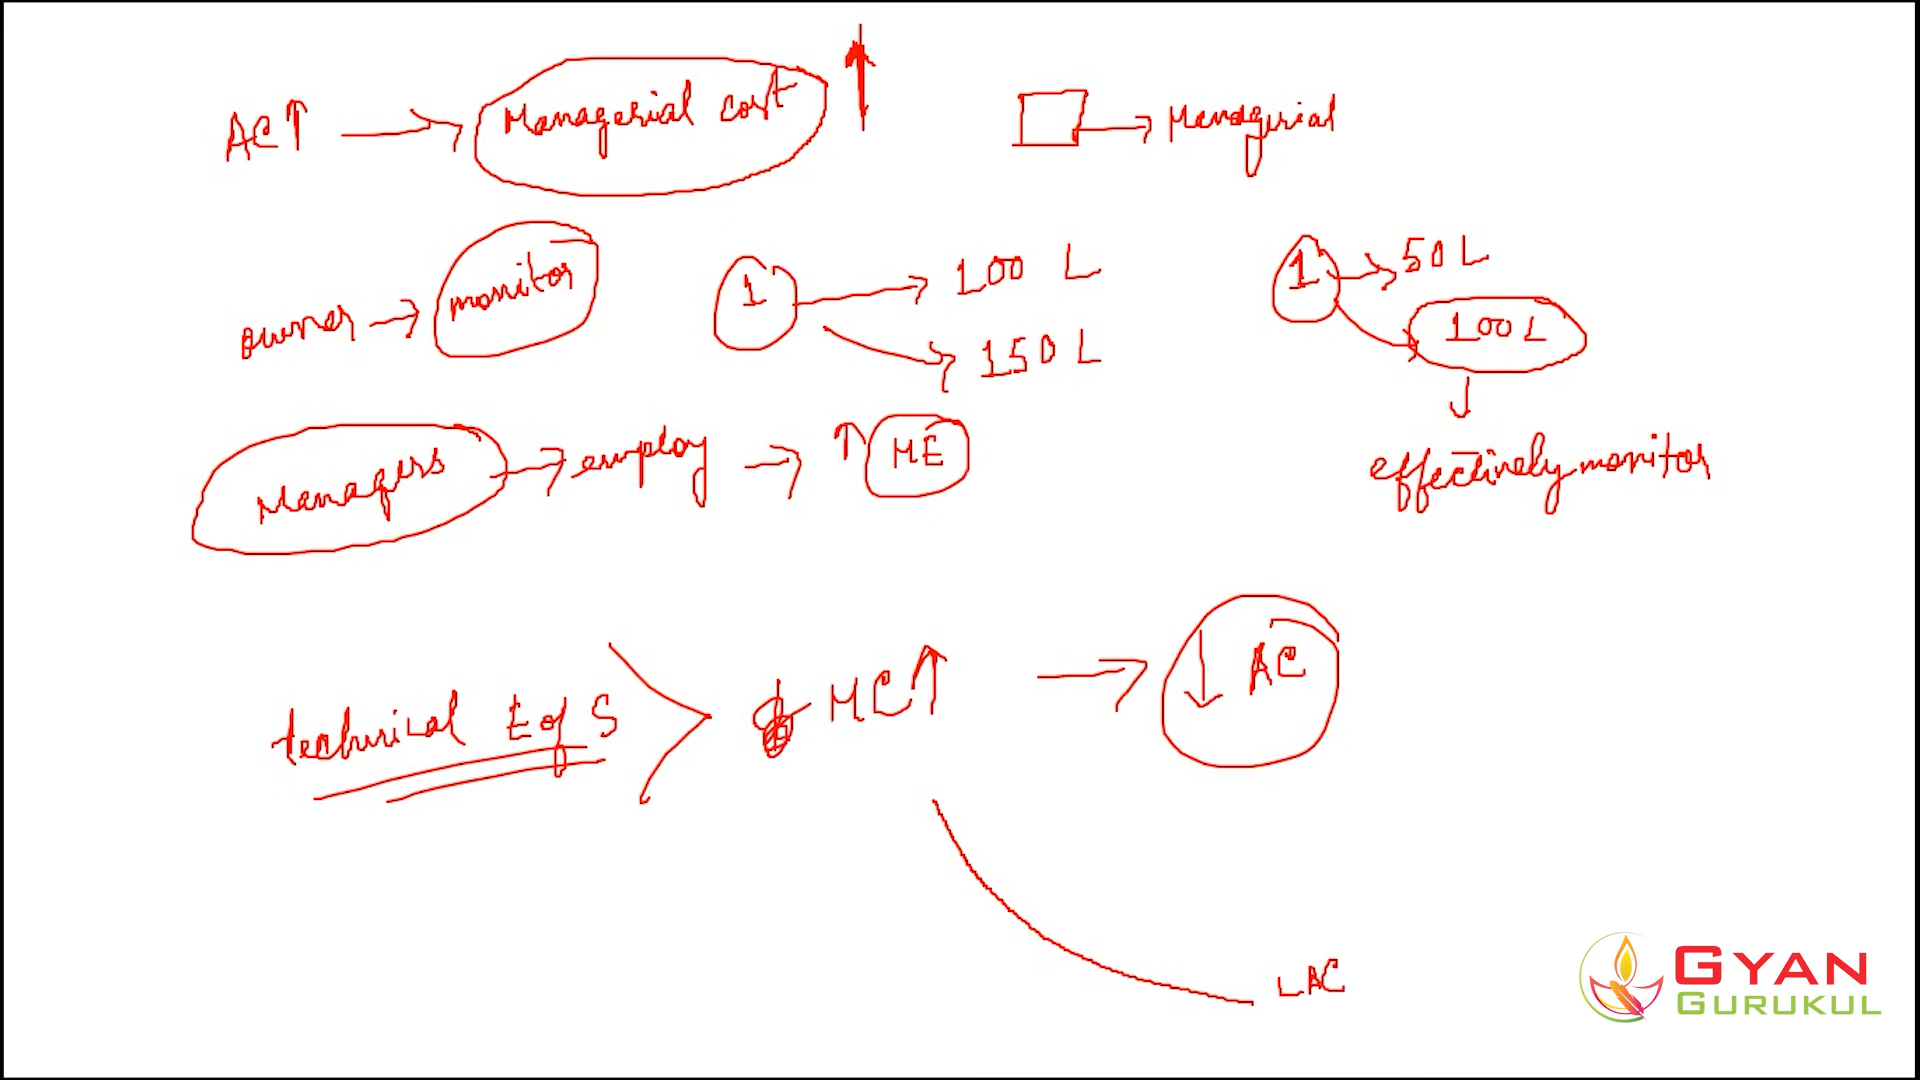 AC↑ → Managerial cost ↑ □ → Managerial
owner → monitor 1 → 100 L 1 → 50 L
→ 150 L → 100 L
Managers → employ → ↑ ME ↓
effectively monitor
technical E of S > MC↑ → ↓ AC
LAC
GYAN
GURUKUL